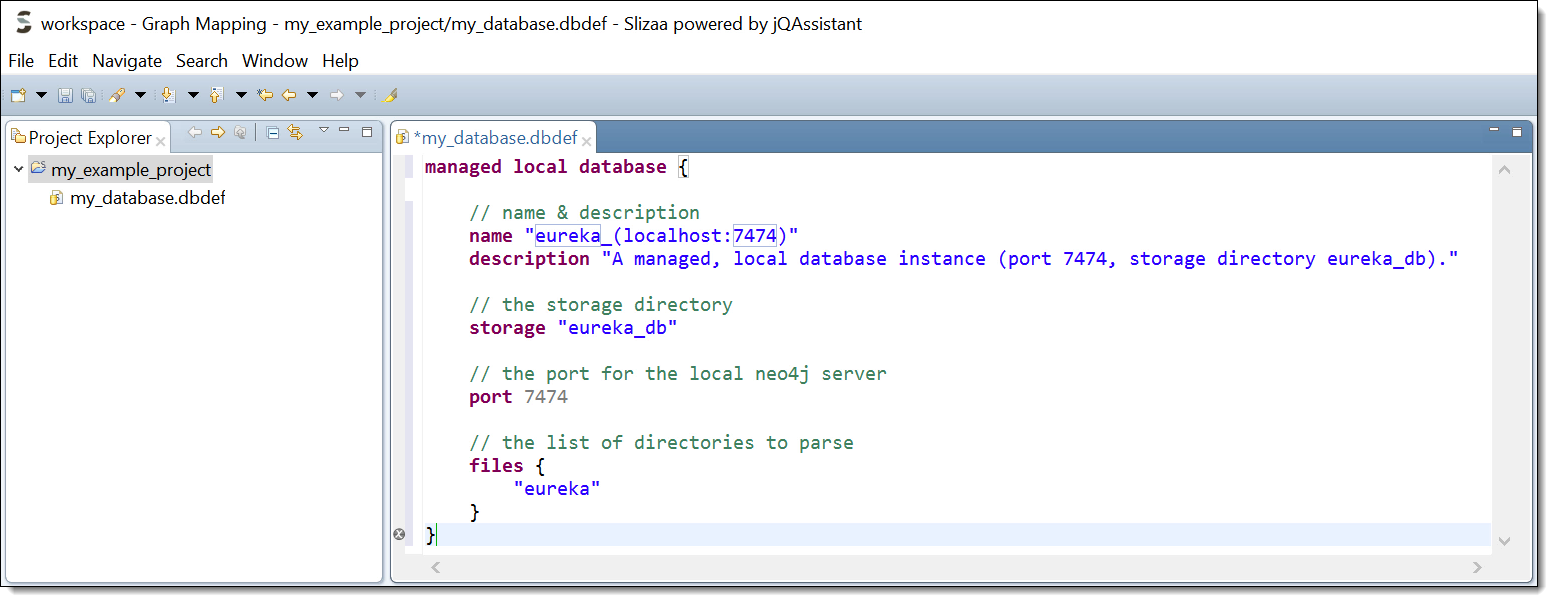 workspace - Graph Mapping - my_example_project/my_database.dbdef - Slizaa powered by jQAssistant
File Edit Navigate Search Window Help
Project Explorer
*my_database.dbdef
my_example_project
my_database.dbdef
managed local database {
// name & description
name "eureka_(localhost:7474)"
description "A managed, local database instance (port 7474, storage directory eureka_db)."
// the storage directory
storage "eureka_db"
// the port for the local neo4j server
port 7474
// the list of directories to parse
files {
"eureka"
}
}